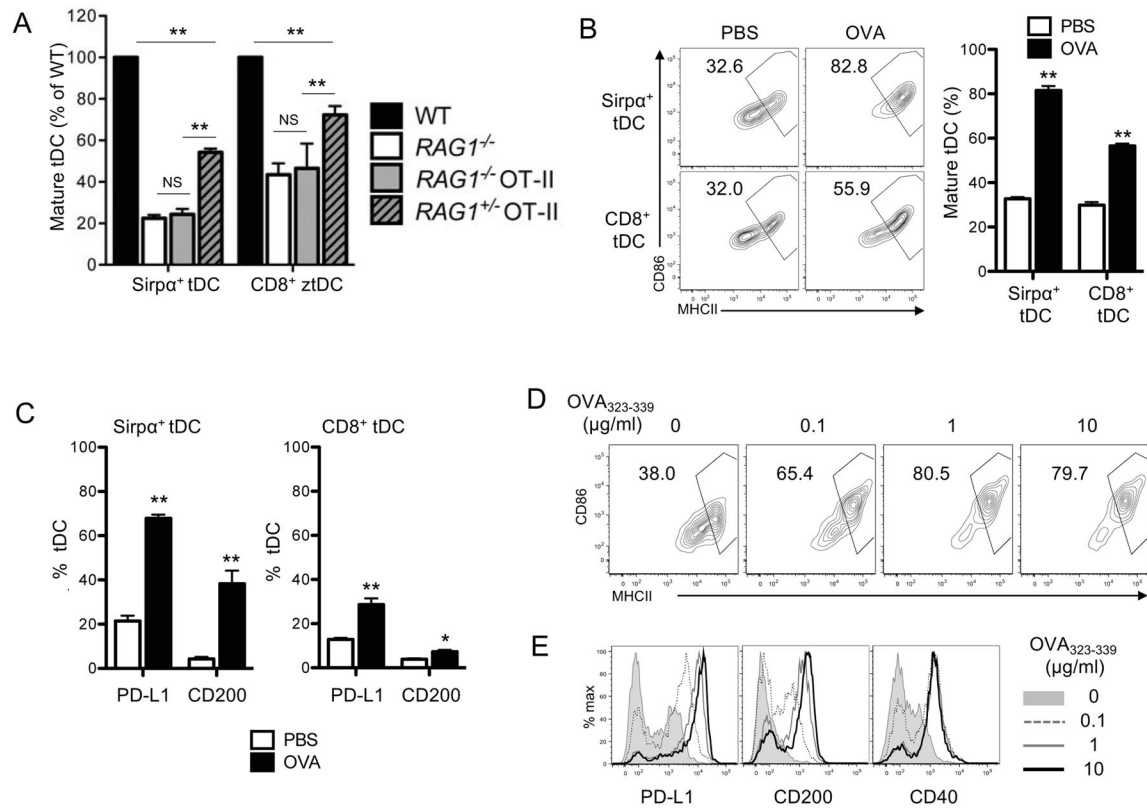 A
Mature tDC (% of WT)
120
100
80
60
40
20
0
**
**
NS
**
NS
**
Sirpα⁺ tDC
CD8⁺ ztDC
WT
RAG1⁻/⁻
RAG1⁻/⁻ OT-II
RAG1⁺/⁻ OT-II
B
PBS
OVA
Sirpα⁺
tDC
32.6
82.8
CD8⁺
tDC
32.0
55.9
CD86
MHCII
PBS
OVA
Mature tDC (%)
100
80
60
40
20
0
**
**
Sirpα⁺
tDC
CD8⁺
tDC
C
Sirpα⁺ tDC
% tDC
100
80
60
40
20
0
**
**
PD-L1
CD200
CD8⁺ tDC
% tDC
100
80
60
40
20
0
**
*
PD-L1
CD200
PBS
OVA
D
OVA₃₂₃₋₃₃₉
(µg/ml)
0
0.1
1
10
38.0
65.4
80.5
79.7
CD86
MHCII
E
% max
100
80
60
40
20
0
PD-L1
CD200
CD40
OVA₃₂₃₋₃₃₉
(µg/ml)
0
0.1
1
10